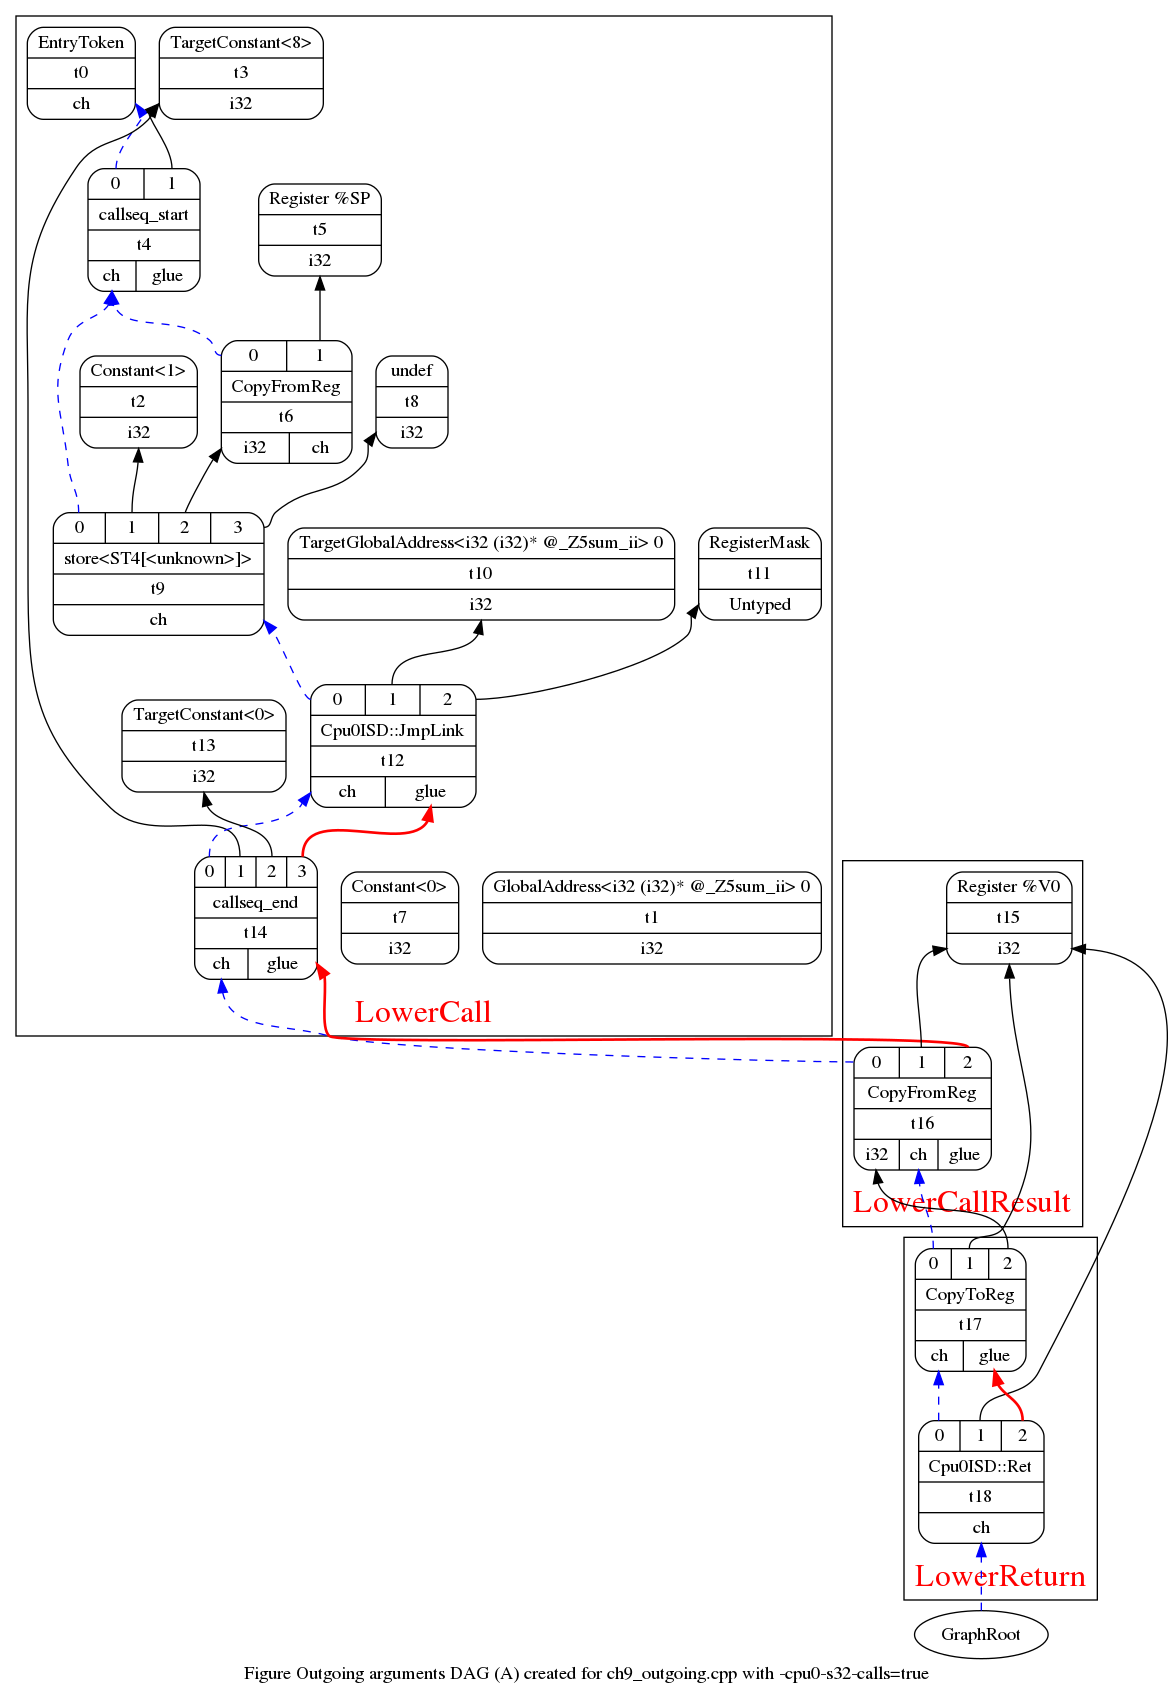 EntryToken
t0
ch
TargetConstant<8>
t3
i32
0 1
callseq_start
t4
ch glue
Register %SP
t5
i32
Constant<1>
t2
i32
0 1
CopyFromReg
t6
i32 ch
undef
t8
i32
0 1 2 3
store<ST4[<unknown>]>
t9
ch
TargetGlobalAddress<i32 (i32)* @_Z5sum_ii> 0
t10
i32
RegisterMask
t11
Untyped
TargetConstant<0>
t13
i32
0 1 2
Cpu0ISD::JmpLink
t12
ch glue
0 1 2 3
callseq_end
t14
ch glue
Constant<0>
t7
i32
GlobalAddress<i32 (i32)* @_Z5sum_ii> 0
t1
i32
LowerCall
Register %V0
t15
i32
0 1 2
CopyFromReg
t16
i32 ch glue
LowerCallResult
0 1 2
CopyToReg
t17
ch glue
0 1 2
Cpu0ISD::Ret
t18
ch
LowerReturn
GraphRoot
Figure Outgoing arguments DAG (A) created for ch9_outgoing.cpp with -cpu0-s32-calls=true